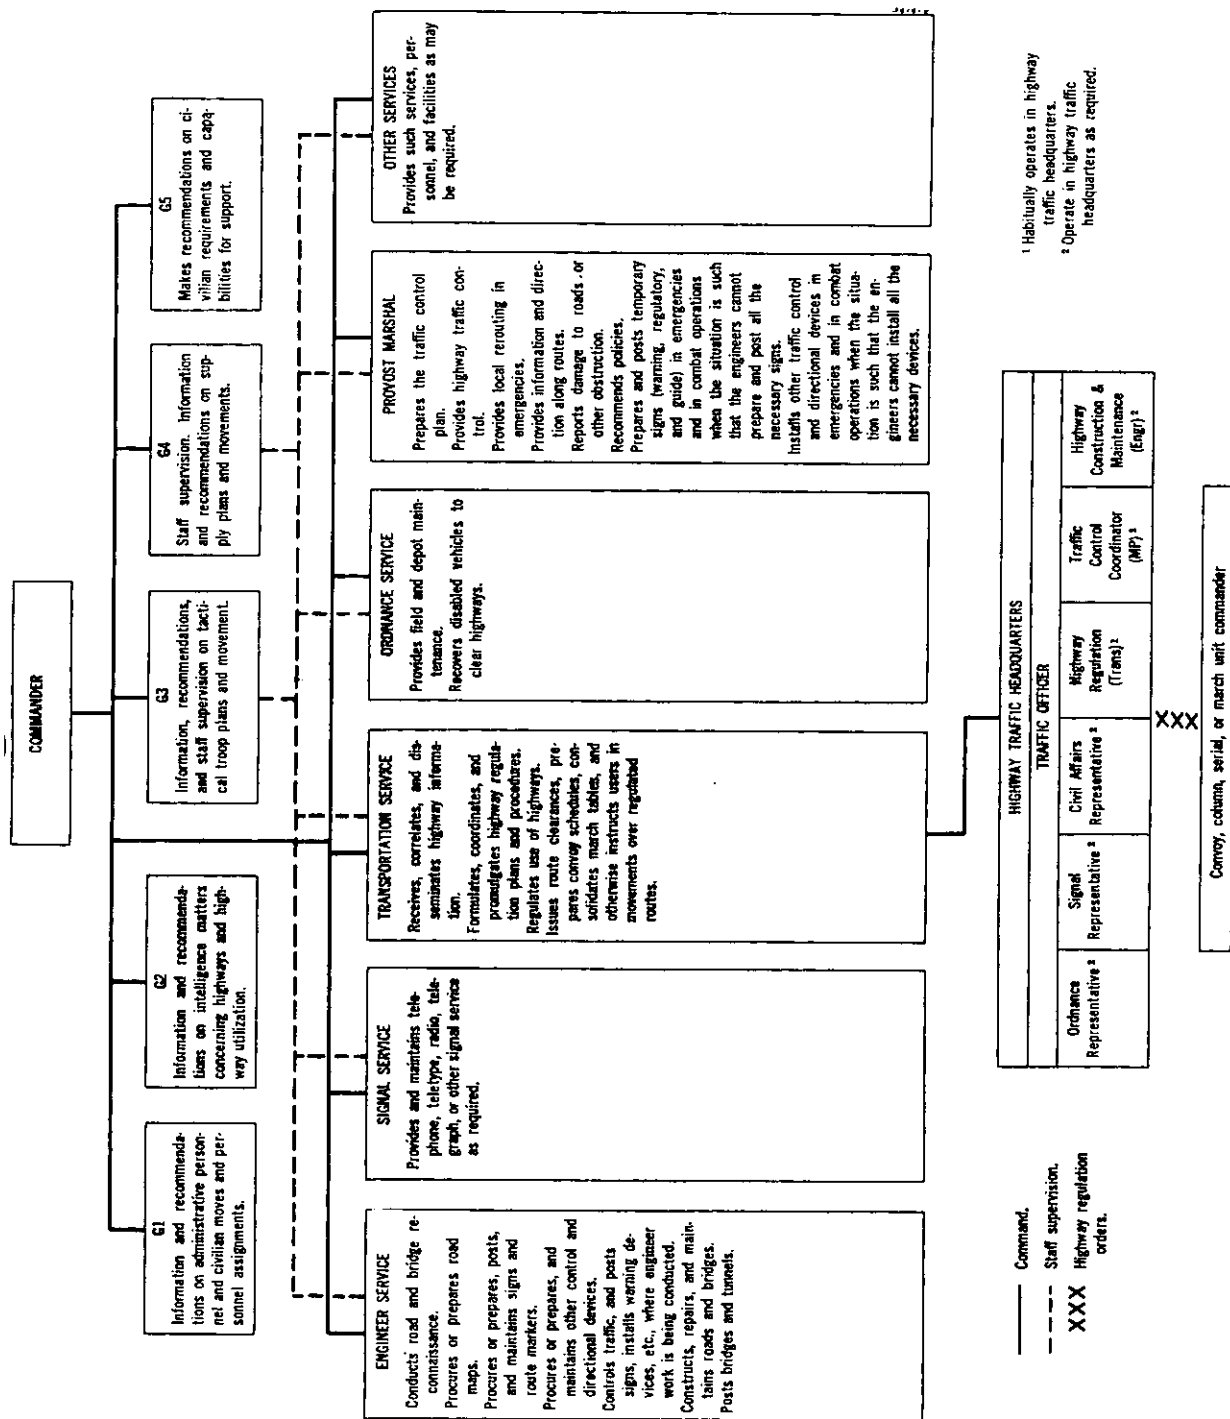 COMMANDER
G1
Information and recommenda-
tions on administrative person-
nel and civilian moves and per-
sonnel assignments.
G2
Information and recommenda-
tions on intelligence matters
concerning highways and high-
way utilization.
G3
Information, recommendations,
and staff supervision on tacti-
cal troop plans and movement.
G4
Staff supervision. Information
and recommendations on sup-
ply plans and movements.
G5
Makes recommendations on ci-
vilian requirements and capa-
bilities for support.
ENGINEER SERVICE
Conducts road and bridge re-
connaissance.
Procures or prepares road
maps.
Procures or prepares, posts,
and maintains signs and
route markers.
Procures or prepares, and
maintains other control and
directional devices.
Controls traffic, and posts
signs, installs warning de-
vices, etc., where engineer
work is being conducted.
Constructs, repairs, and main-
tains roads and bridges.
Posts bridges and tunnels.
SIGNAL SERVICE
Provides and maintains tele-
phone, teletype, radio, tele-
graph, or other signal service
as required.
TRANSPORTATION SERVICE
Receives, correlates, and dis-
seminates highway informa-
tion.
Formulates, coordinates, and
promulgates highway regula-
tion plans and procedures.
Regulates use of highways.
Issues route clearances, pre-
pares convoy schedules, con-
solidates march tables, and
otherwise instructs users in
movements over regulated
routes.
ORDNANCE SERVICE
Provides field and depot main-
tenance.
Recovers disabled vehicles to
clear highways.
PROVOST MARSHAL
Prepares the traffic control
plan.
Provides highway traffic con-
trol.
Provides local rerouting in
emergencies.
Provides information and direc-
tion along routes.
Reports damage to roads or
other obstruction.
Recommends policies.
Prepares and posts temporary
signs (warning, regulatory,
and guide) in emergencies
and in combat operations
when the situation is such
that the engineers cannot
prepare and post all the
necessary signs.
Installs other traffic control
and directional devices in
emergencies and in combat
operations when the situa-
tion is such that the en-
gineers cannot install all the
necessary devices.
OTHER SERVICES
Provides such services, per-
sonnel, and facilities as may
be required.
HIGHWAY TRAFFIC HEADQUARTERS
TRAFFIC OFFICER
Ordnance
Representative ²
Signal
Representative ²
Civil Affairs
Representative ²
Highway
Regulation
(Trans) ²
Traffic
Control
Coordinator
(MP) ¹
Highway
Construction &
Maintenance
(Engr) ²
XXX
Convoy, column, serial, or march unit commander
Command.
Staff supervision.
XXX Highway regulation
orders.
¹ Habitually operates in highway
traffic headquarters.
² Operate in highway traffic
headquarters as required.